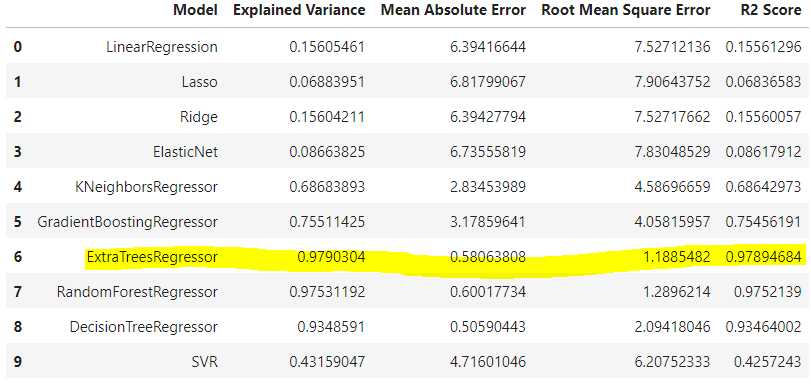 Model Explained Variance Mean Absolute Error Root Mean Square Error R2 Score
0 LinearRegression 0.15605461 6.39416644 7.52712136 0.15561296
1 Lasso 0.06883951 6.81799067 7.90643752 0.06836583
2 Ridge 0.15604211 6.39427794 7.52717662 0.15560057
3 ElasticNet 0.08663825 6.73555819 7.83048529 0.08617912
4 KNeighborsRegressor 0.68683893 2.83453989 4.58696659 0.68642973
5 GradientBoostingRegressor 0.75511425 3.17859641 4.05815957 0.75456191
6 ExtraTreesRegressor 0.9790304 0.58063808 1.1885482 0.97894684
7 RandomForestRegressor 0.97531192 0.60017734 1.2896214 0.9752139
8 DecisionTreeRegressor 0.9348591 0.50590443 2.09418046 0.93464002
9 SVR 0.43159047 4.71601046 6.20752333 0.4257243